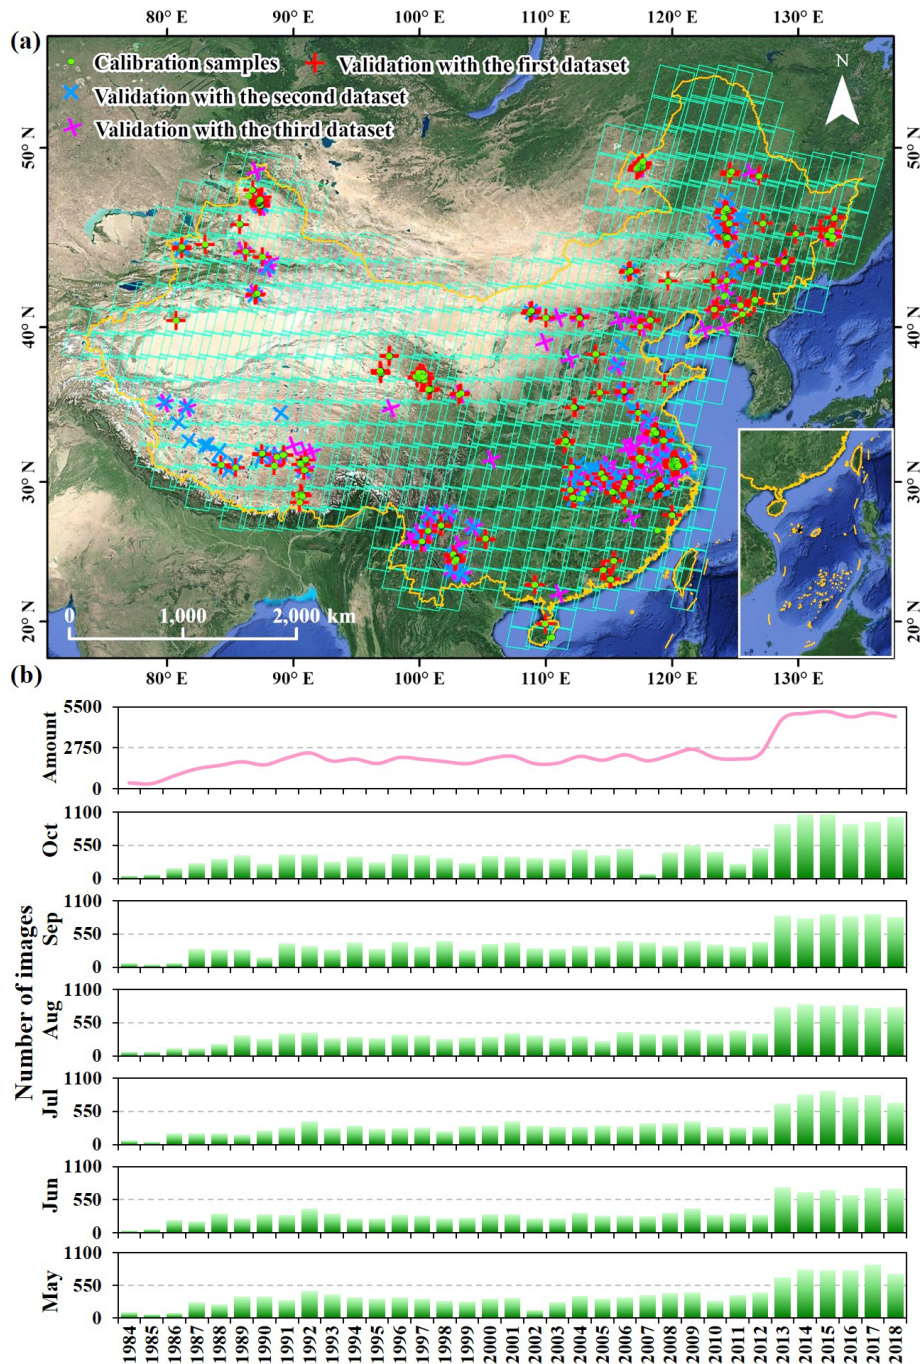 80° E 90° E 100° E 110° E 120° E 130° E
(a)
Calibration samples Validation with the first dataset
Validation with the second dataset
Validation with the third dataset
N
50° N 50° N
40° N 40° N
30° N 30° N
20° N 20° N
0 1,000 2,000 km
80° E 90° E 100° E 110° E 120° E 130° E
(b)
Number of images
Amount
5500
2750
0
Oct
1100
550
0
Sep
1100
550
0
Aug
1100
550
0
Jul
1100
550
0
Jun
1100
550
0
May
1100
550
0
1984 1985 1986 1987 1988 1989 1990 1991 1992 1993 1994 1995 1996 1997 1998 1999 2000 2001 2002 2003 2004 2005 2006 2007 2008 2009 2010 2011 2012 2013 2014 2015 2016 2017 2018